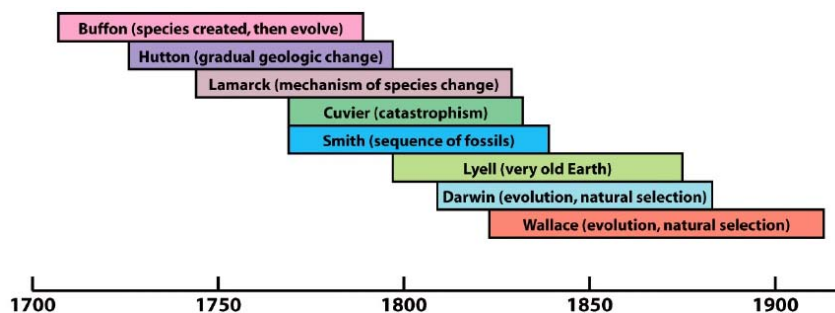 Buffon (species created, then evolve)
Hutton (gradual geologic change)
Lamarck (mechanism of species change)
Cuvier (catastrophism)
Smith (sequence of fossils)
Lyell (very old Earth)
Darwin (evolution, natural selection)
Wallace (evolution, natural selection)
1700 1750 1800 1850 1900